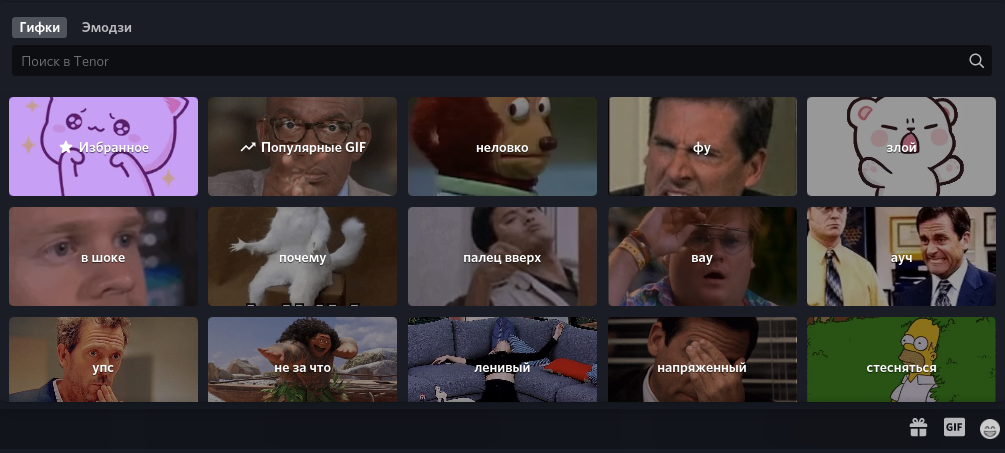 Гифки Эмодзи
Поиск в Tenor
Избранное
Популярные GIF
неловко
фу
злой
в шоке
почему
палец вверх
вау
ауч
упс
не за что
ленивый
напряженный
стесняться
GIF